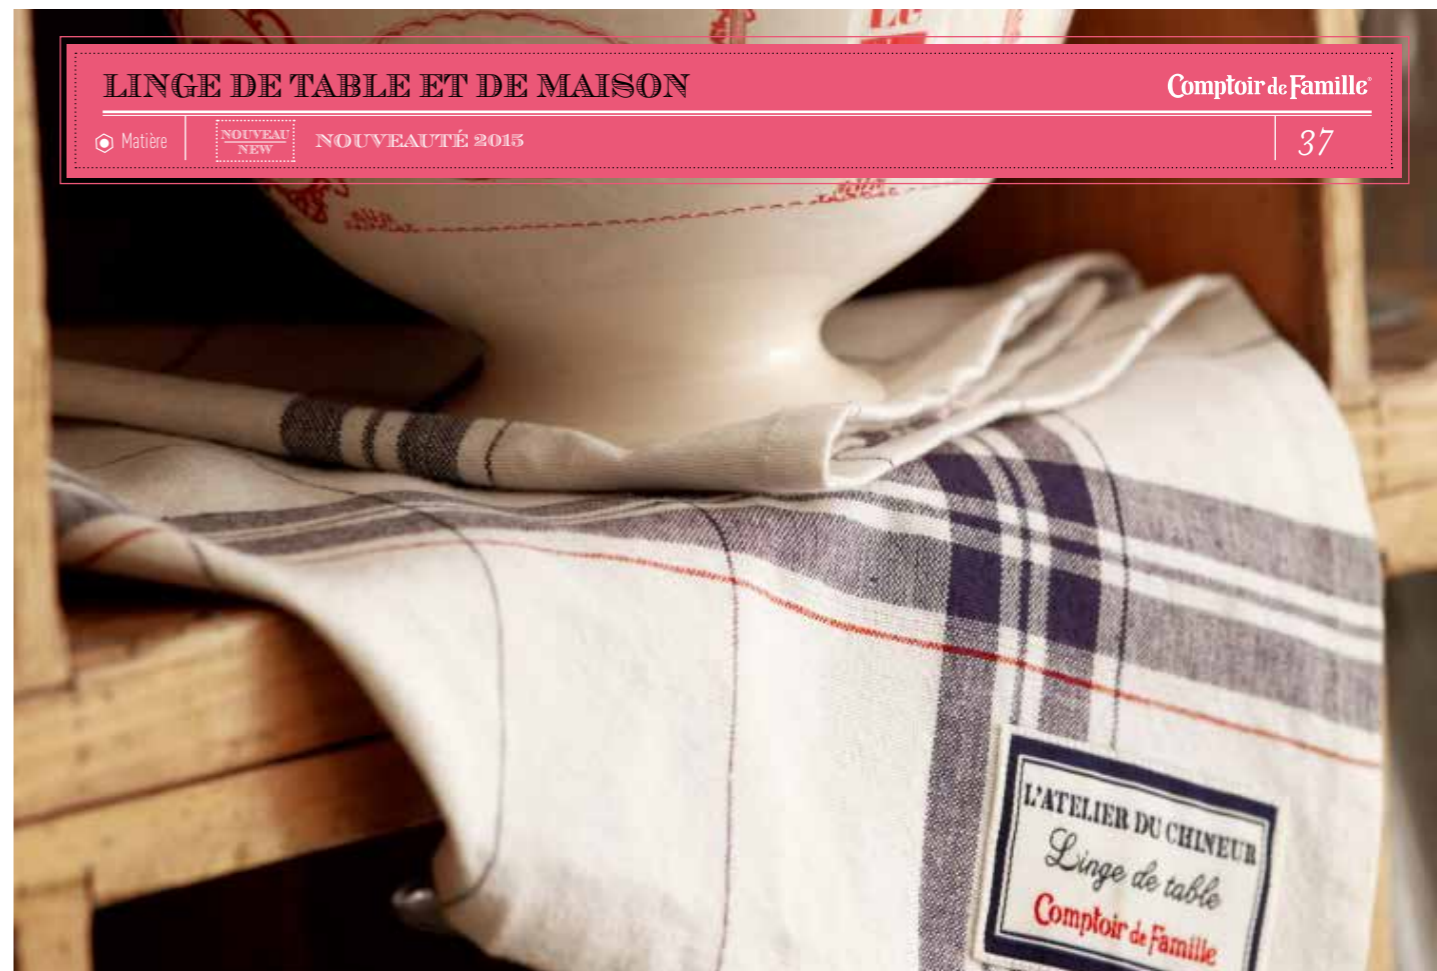 Le
LINGE DE TABLE ET DE MAISON
Comptoir de Famille®
Matière
NOUVEAU
NEW
NOUVEAUTÉ 2015
37
L'ATELIER DU CHINEUR
Linge de table
Comptoir de Famille